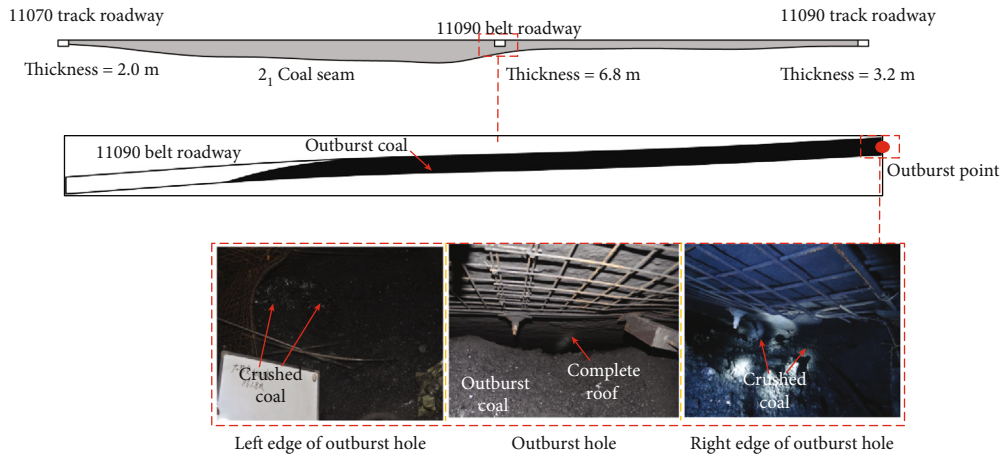 11070 track roadway
11090 belt roadway
11090 track roadway
Thickness = 2.0 m
2₁ Coal seam
Thickness = 6.8 m
Thickness = 3.2 m
11090 belt roadway
Outburst coal
Outburst point
Crushed
coal
Outburst
coal
Complete
roof
Crushed
coal
Left edge of outburst hole
Outburst hole
Right edge of outburst hole